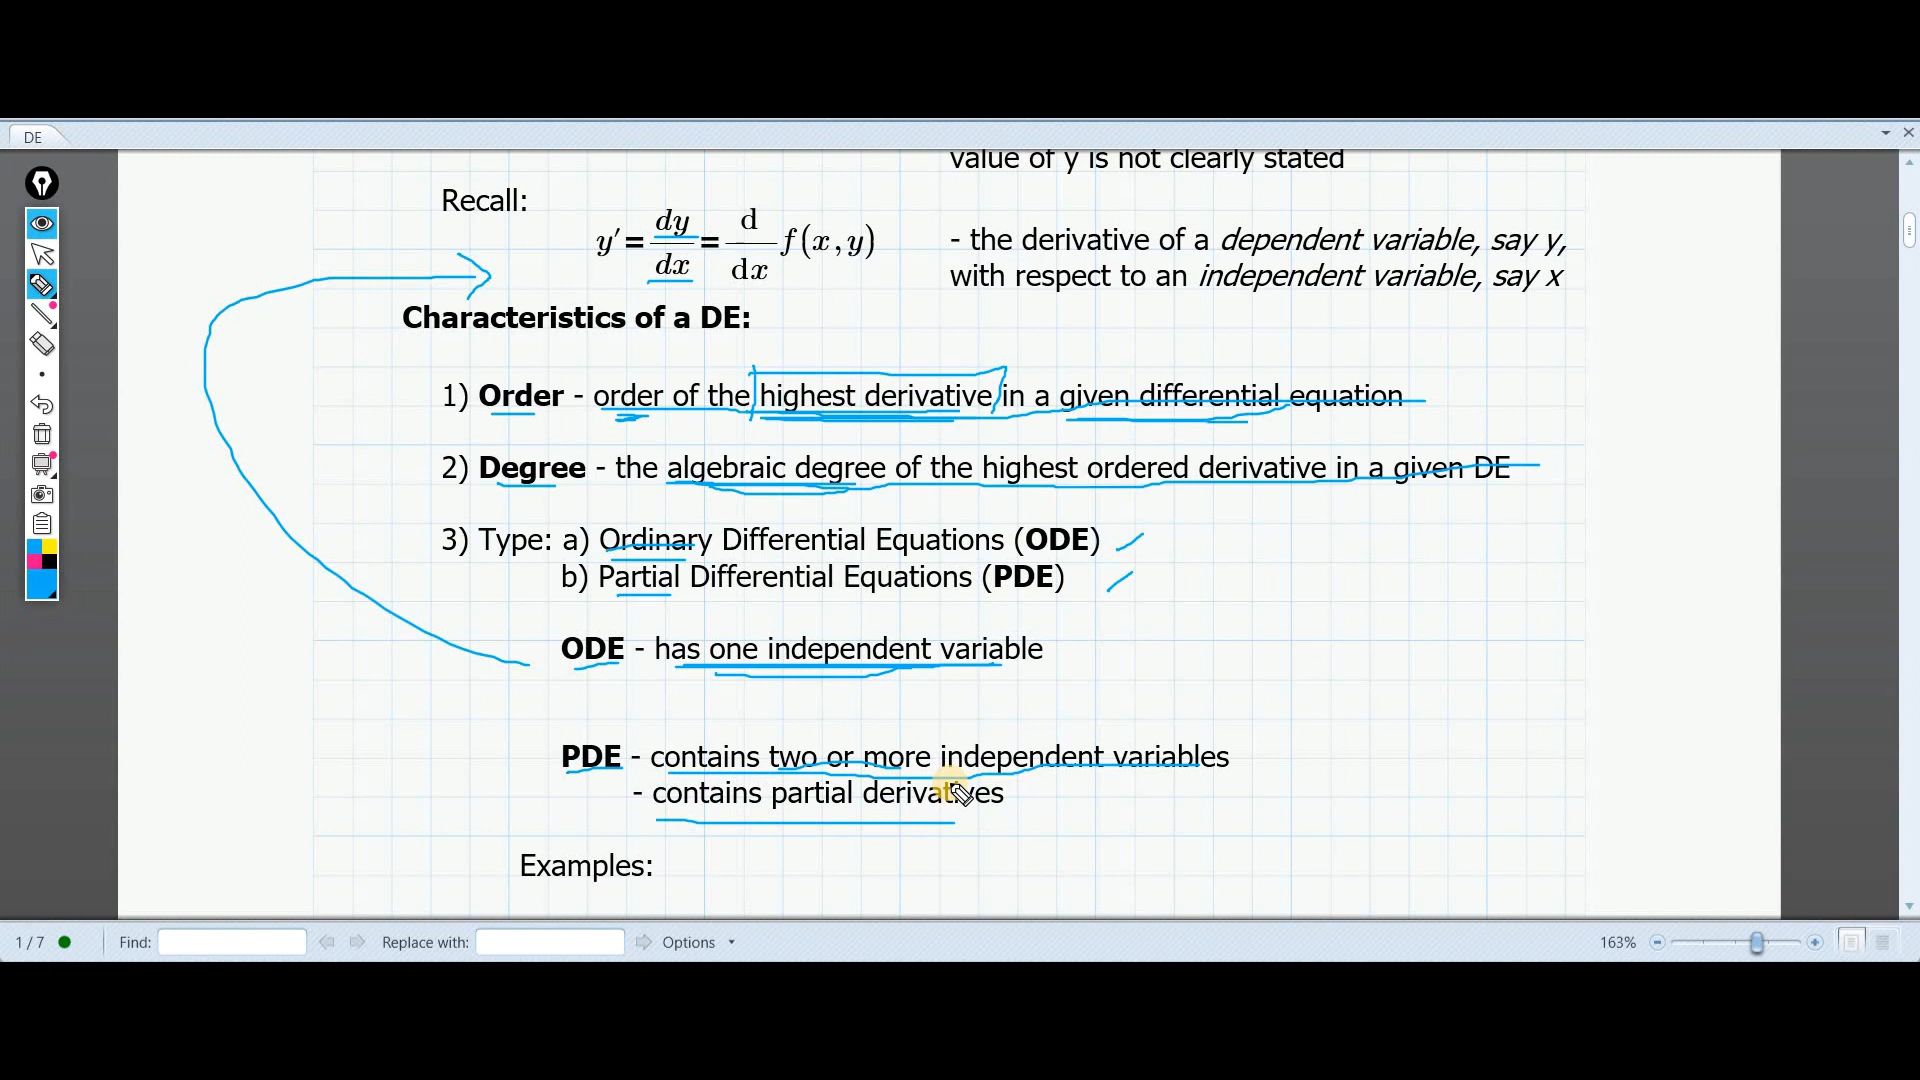 DE
value of y is not clearly stated
Recall:
y′ = dy/dx = d/dx f(x, y)
- the derivative of a dependent variable, say y,
with respect to an independent variable, say x
Characteristics of a DE:
1) Order - order of the highest derivative in a given differential equation
2) Degree - the algebraic degree of the highest ordered derivative in a given DE
3) Type: a) Ordinary Differential Equations (ODE)
b) Partial Differential Equations (PDE)
ODE - has one independent variable
PDE - contains two or more independent variables
- contains partial derivatives
Examples:
1 / 7 Find: Replace with: Options 163%